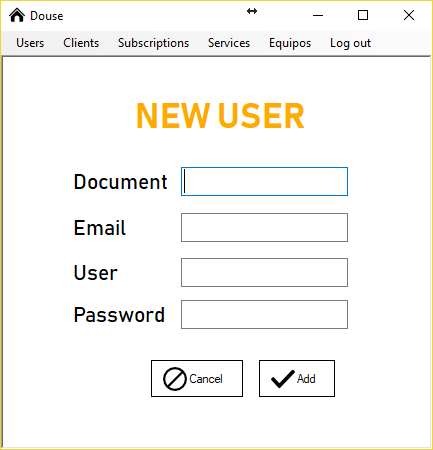 Douse
Users Clients Subscriptions Services Equipos Log out
NEW USER
Document
Email
User
Password
Cancel Add